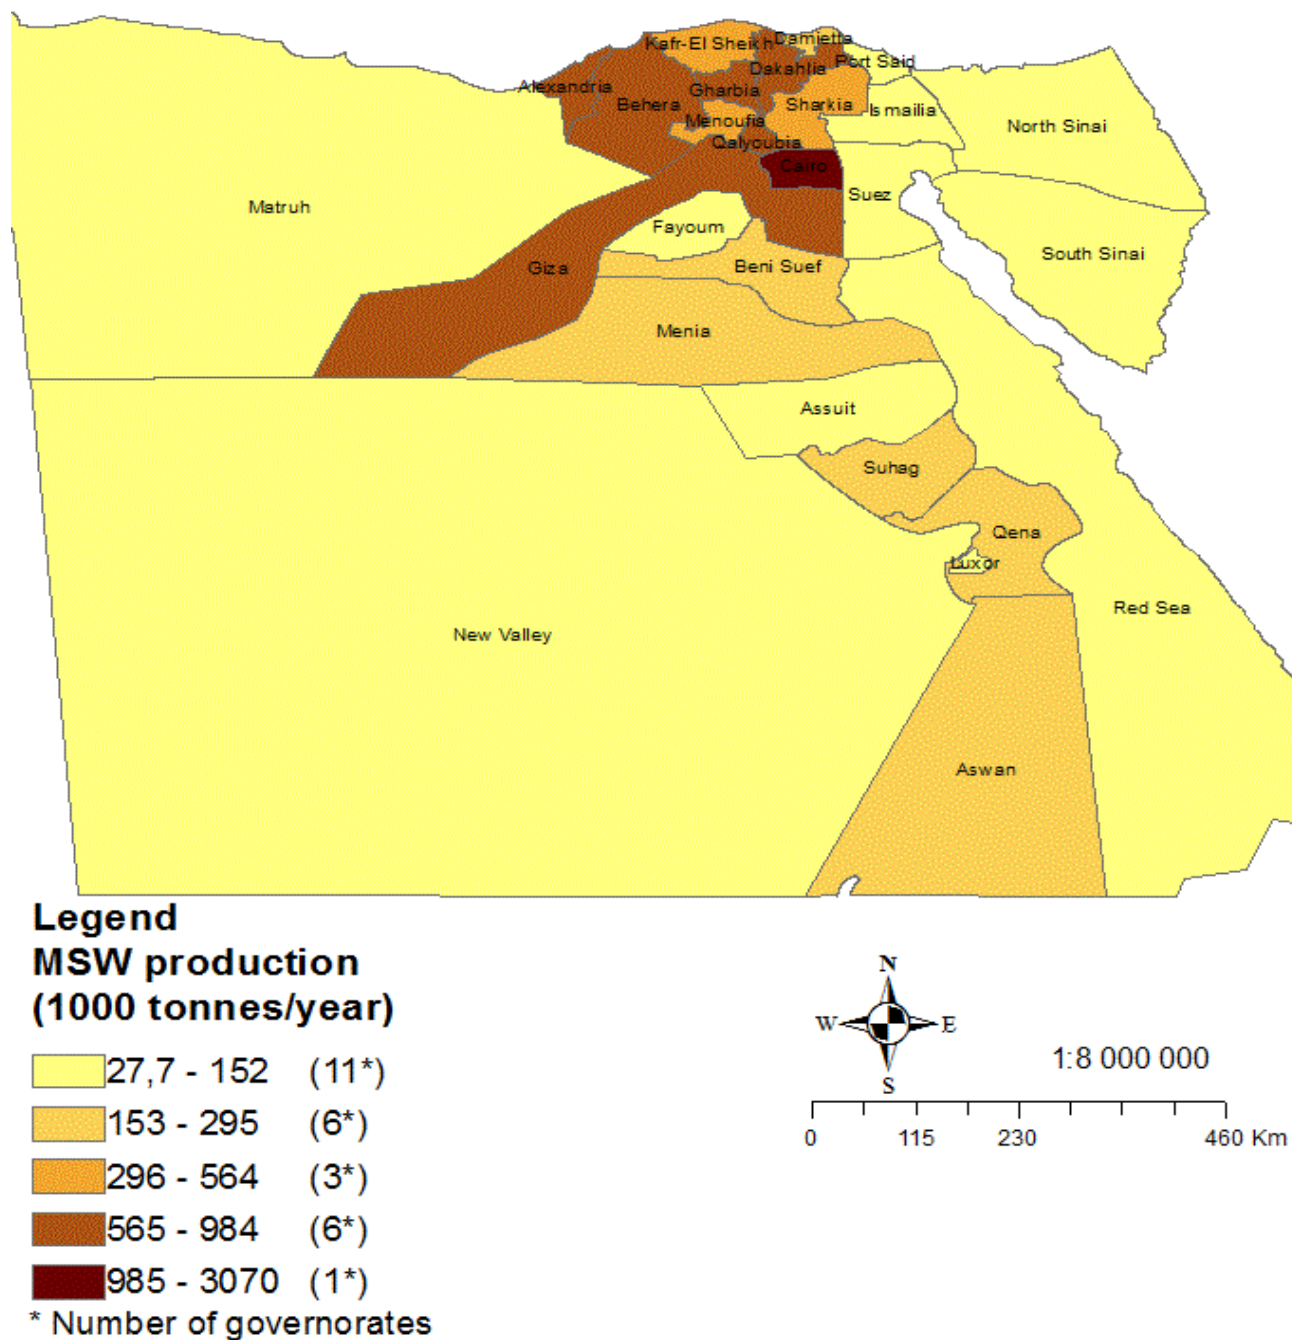 Kafr-El Sheikh
Damietta
Port Said
Dakahlia
Alexandria
Gharbia
Behera
Sharkia
Ismailia
Menoufia
North Sinai
Qalyoubia
Cairo
Suez
Matruh
Fayoum
South Sinai
Giza
Beni Suef
Menia
Assuit
Suhag
Qena
Luxor
Red Sea
New Valley
Aswan
Legend
MSW production
(1000 tonnes/year)
27,7 - 152 (11*)
153 - 295 (6*)
296 - 564 (3*)
565 - 984 (6*)
985 - 3070 (1*)
* Number of governorates
N
W E
S
1:8 000 000
0 115 230 460 Km